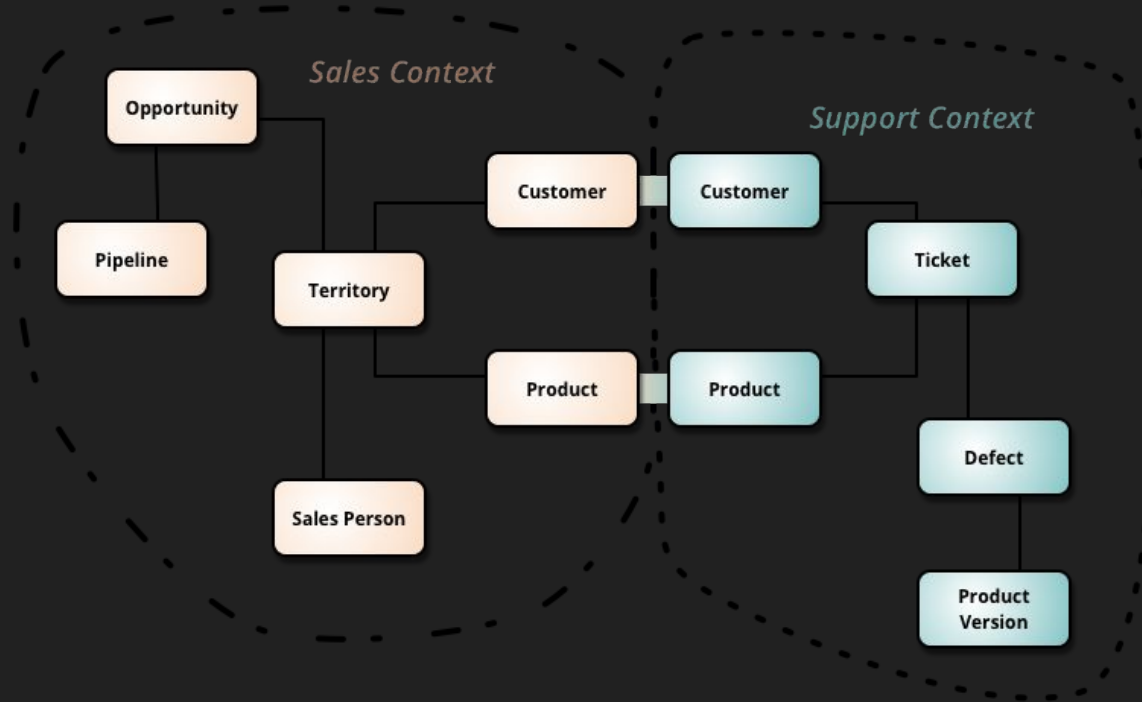 Sales Context
Opportunity
Support Context
Customer
Customer
Pipeline
Ticket
Territory
Product
Product
Defect
Sales Person
Product
Version